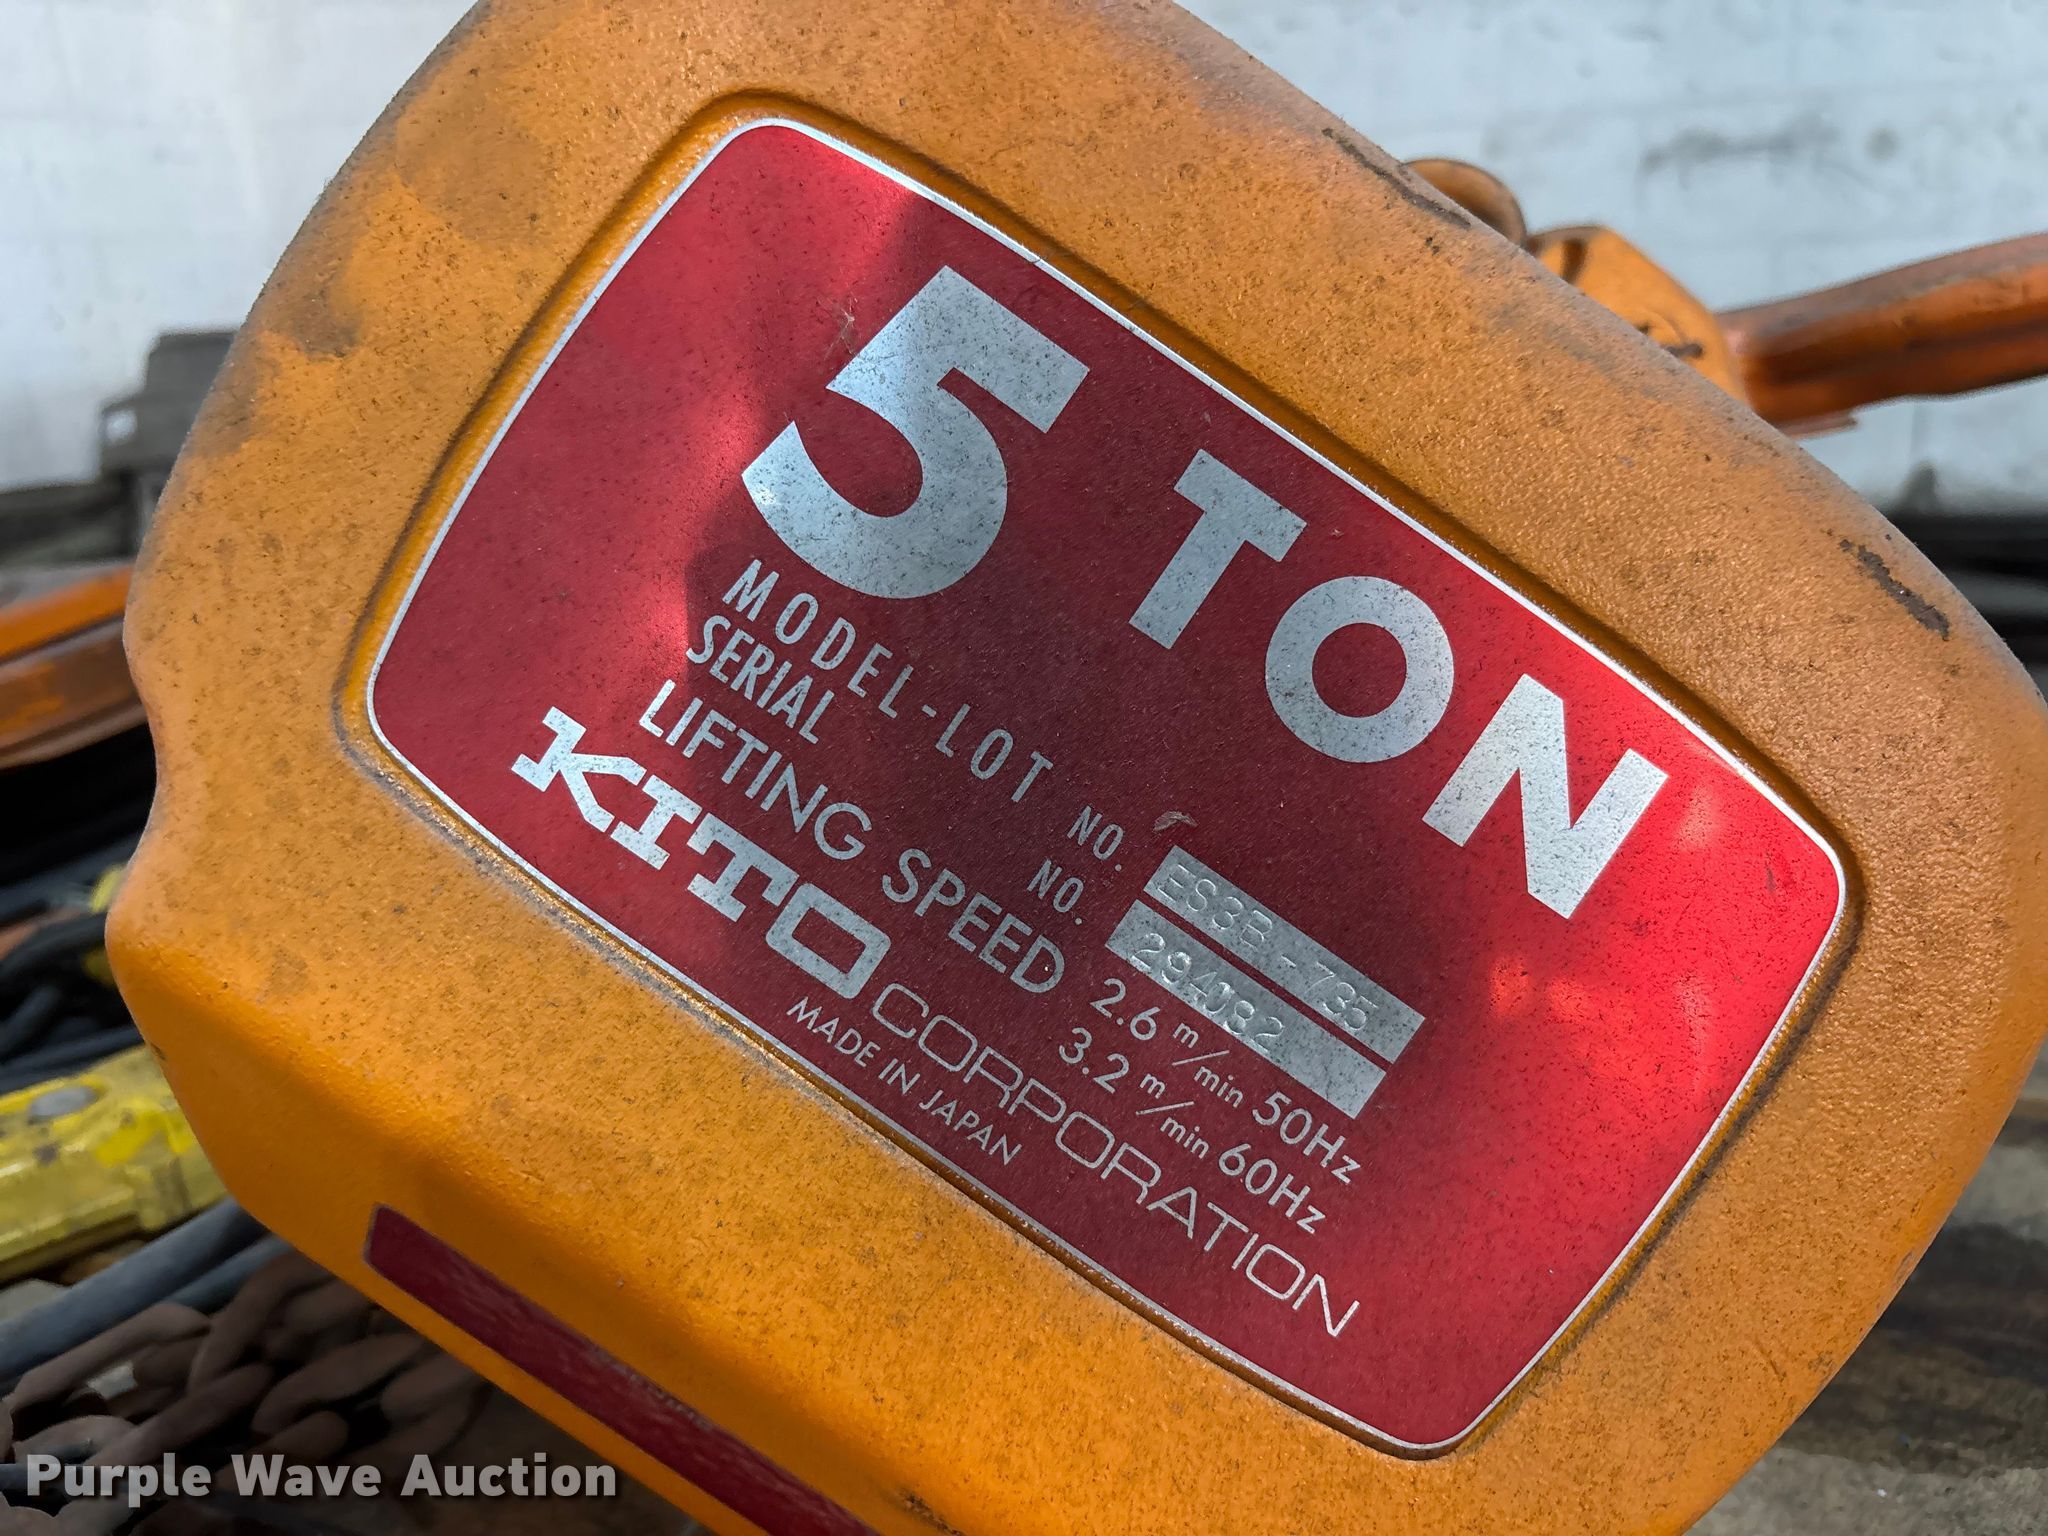 5 TON
MODEL-LOT NO. ES3B-735
SERIAL NO. 294082
LIFTING SPEED 2.6 m/min 50Hz
3.2 m/min 60Hz
KITO CORPORATION
MADE IN JAPAN
Purple Wave Auction